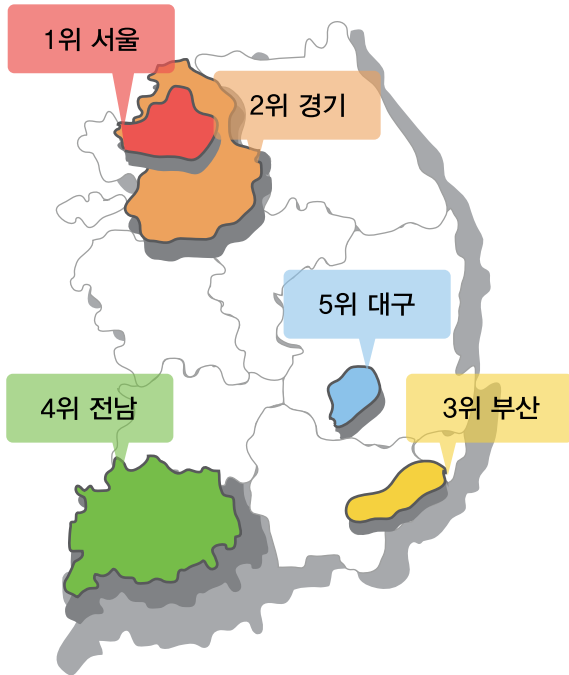 1위 서울
2위 경기
5위 대구
4위 전남
3위 부산